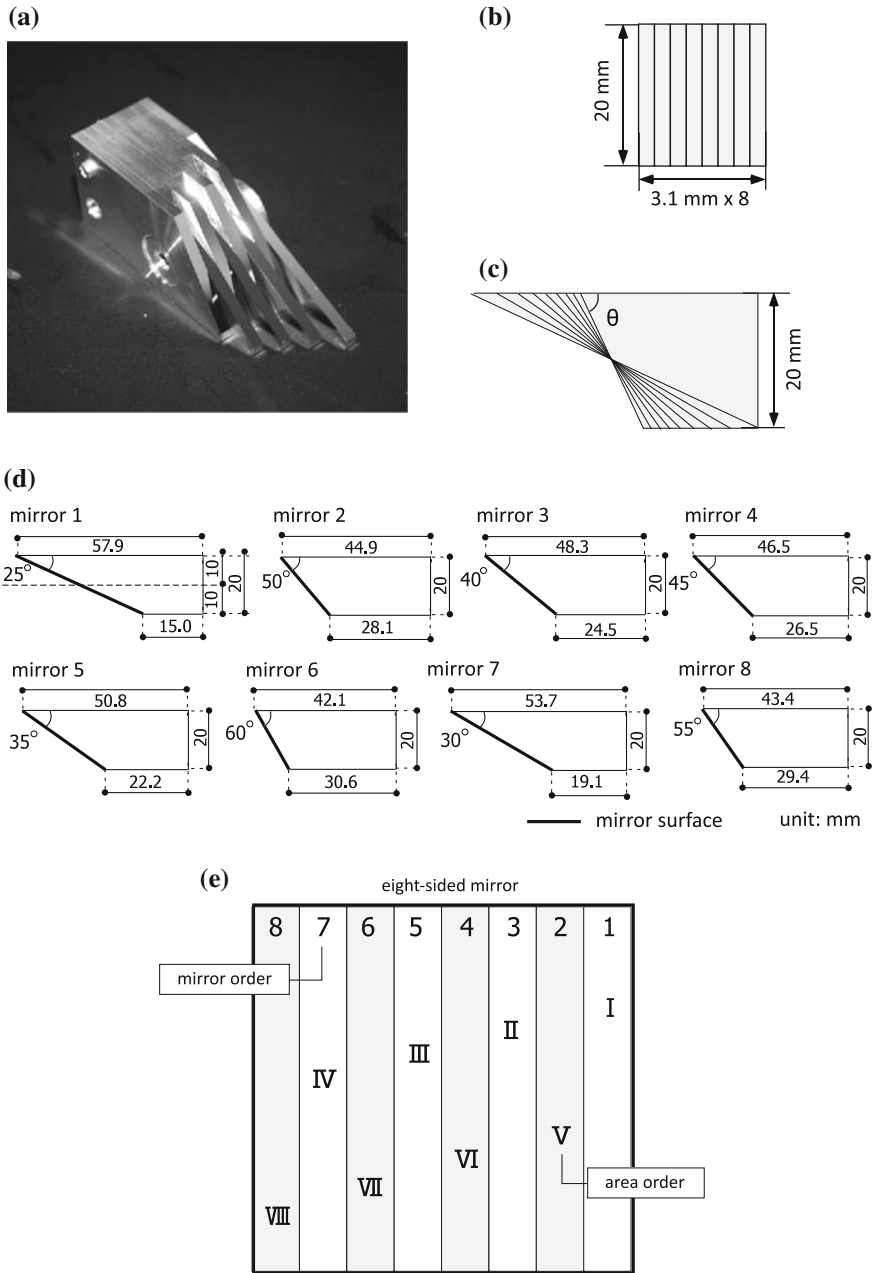 (a)
(b)
20 mm
3.1 mm x 8
(c)
θ
20 mm
(d)
mirror 1
57.9
25°
10
10
20
15.0
mirror 2
44.9
50°
20
28.1
mirror 3
48.3
40°
20
24.5
mirror 4
46.5
45°
20
26.5
mirror 5
50.8
35°
20
22.2
mirror 6
42.1
60°
20
30.6
mirror 7
53.7
30°
20
19.1
mirror 8
43.4
55°
20
29.4
mirror surface
unit: mm
(e)
eight-sided mirror
8 7 6 5 4 3 2 1
mirror order
I
II
III
IV
V
VI
VII
VIII
area order